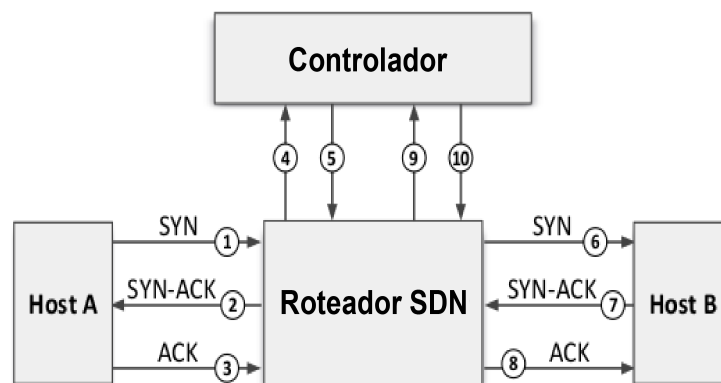 Controlador
4
5
9
10
SYN
1
SYN
6
Host A
SYN-ACK
2
Roteador SDN
SYN-ACK
7
Host B
ACK
3
8
ACK